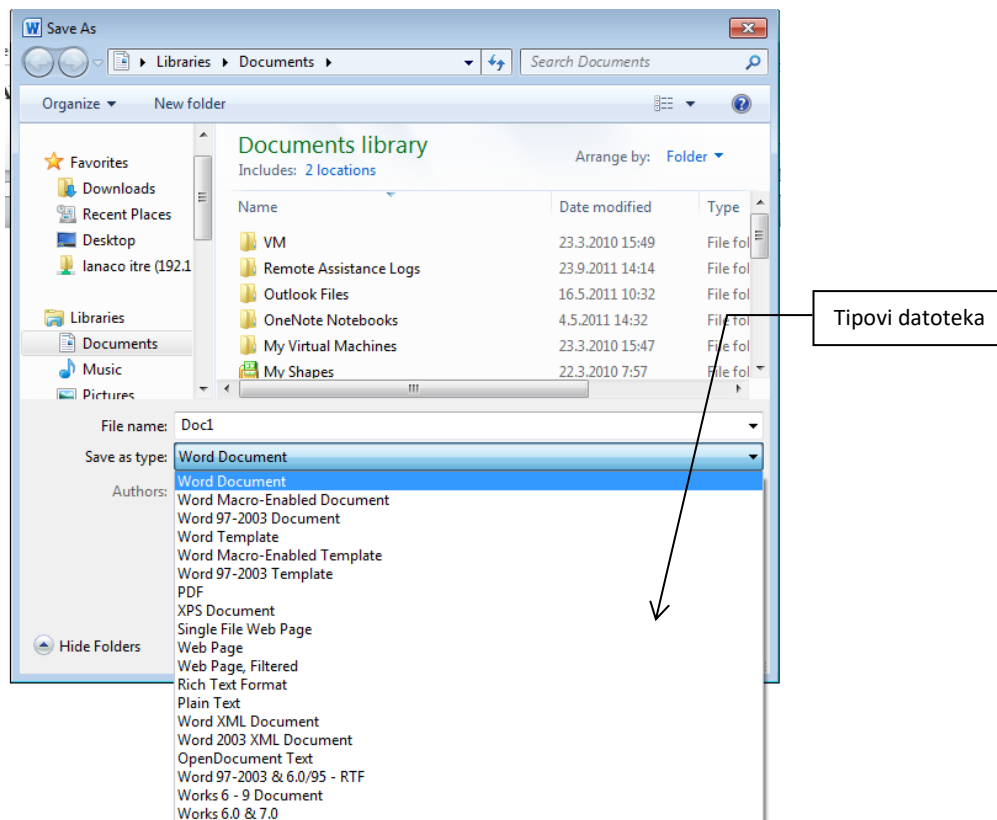 Save As
Libraries Documents
Search Documents
Organize New folder
Documents library
Includes: 2 locations
Arrange by: Folder
Favorites
Downloads
Recent Places
Desktop
lanaco itre (192.1
Libraries
Documents
Music
Pictures
Name Date modified Type
VM 23.3.2010 15:49 File fol
Remote Assistance Logs 23.9.2011 14:14 File fol
Outlook Files 16.5.2011 10:32 File fol
OneNote Notebooks 4.5.2011 14:32 File fol
My Virtual Machines 23.3.2010 15:47 File fol
My Shapes 22.3.2010 7:57 File fol
Tipovi datoteka
File name: Doc1
Save as type: Word Document
Authors:
Word Document
Word Macro-Enabled Document
Word 97-2003 Document
Word Template
Word Macro-Enabled Template
Word 97-2003 Template
PDF
XPS Document
Single File Web Page
Web Page
Web Page, Filtered
Rich Text Format
Plain Text
Word XML Document
Word 2003 XML Document
OpenDocument Text
Word 97-2003 & 6.0/95 - RTF
Works 6 - 9 Document
Works 6.0 & 7.0
Hide Folders